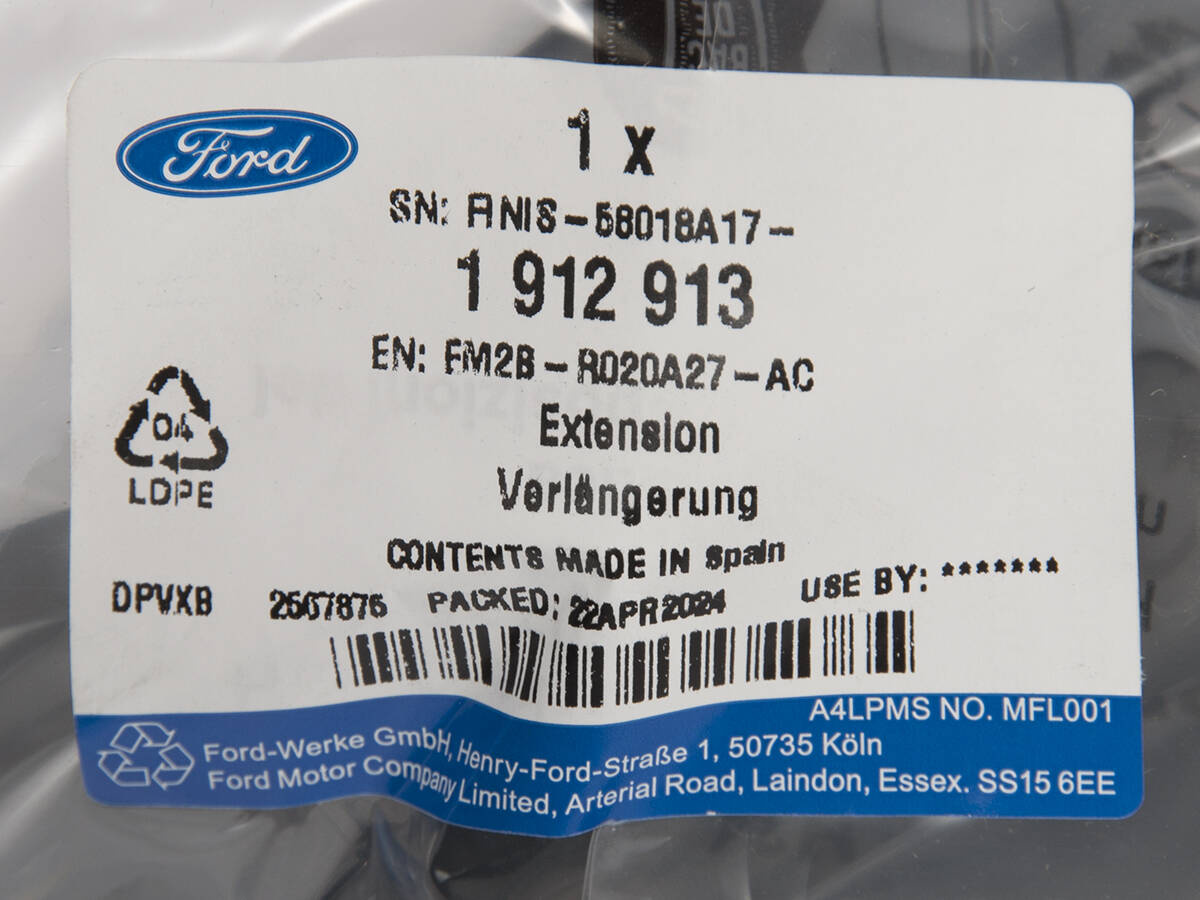 Ford
1 x
SN: FINIS-58018A17-
1 912 913
EN: EM2B-R020A27-AC
04
LDPE
Extension
Verlängerung
CONTENTS MADE IN Spain
DPVXB 2507876 PACKED: 22APR2024 USE BY: *******
A4LPMS NO. MFL001
Ford-Werke GmbH, Henry-Ford-Straße 1, 50735 Köln
Ford Motor Company Limited, Arterial Road, Laindon, Essex. SS15 6EE